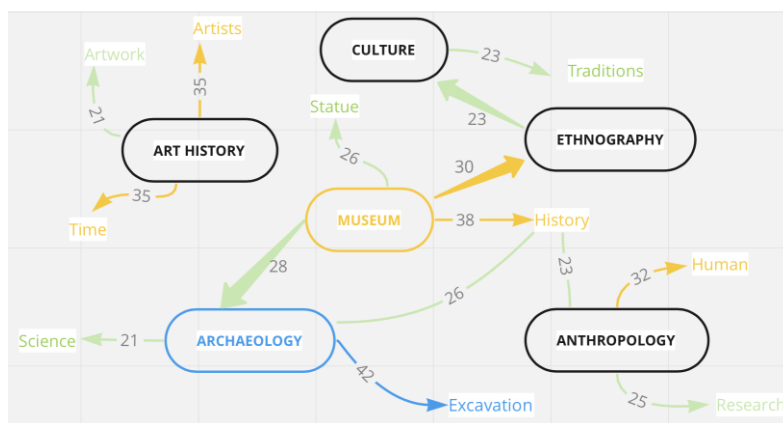 Artists
CULTURE
Artwork
23
Traditions
35
21
Statue
23
ART HISTORY
26
30
ETHNOGRAPHY
35
Time
MUSEUM
38
History
28
23
Human
26
32
Science
21
ARCHAEOLOGY
ANTHROPOLOGY
42
Excavation
25
Research